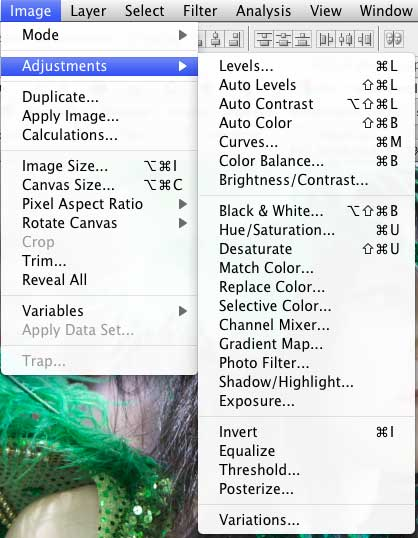 Image Layer Select Filter Analysis View Window
Mode
Adjustments
Duplicate...
Apply Image...
Calculations...
Image Size... ⌥⌘I
Canvas Size... ⌥⌘C
Pixel Aspect Ratio
Rotate Canvas
Crop
Trim...
Reveal All
Variables
Apply Data Set...
Trap...
Levels... ⌘L
Auto Levels ⇧⌘L
Auto Contrast ⌥⇧⌘L
Auto Color ⇧⌘B
Curves... ⌘M
Color Balance... ⌘B
Brightness/Contrast...
Black & White... ⌥⇧⌘B
Hue/Saturation... ⌘U
Desaturate ⇧⌘U
Match Color...
Replace Color...
Selective Color...
Channel Mixer...
Gradient Map...
Photo Filter...
Shadow/Highlight...
Exposure...
Invert ⌘I
Equalize
Threshold...
Posterize...
Variations...